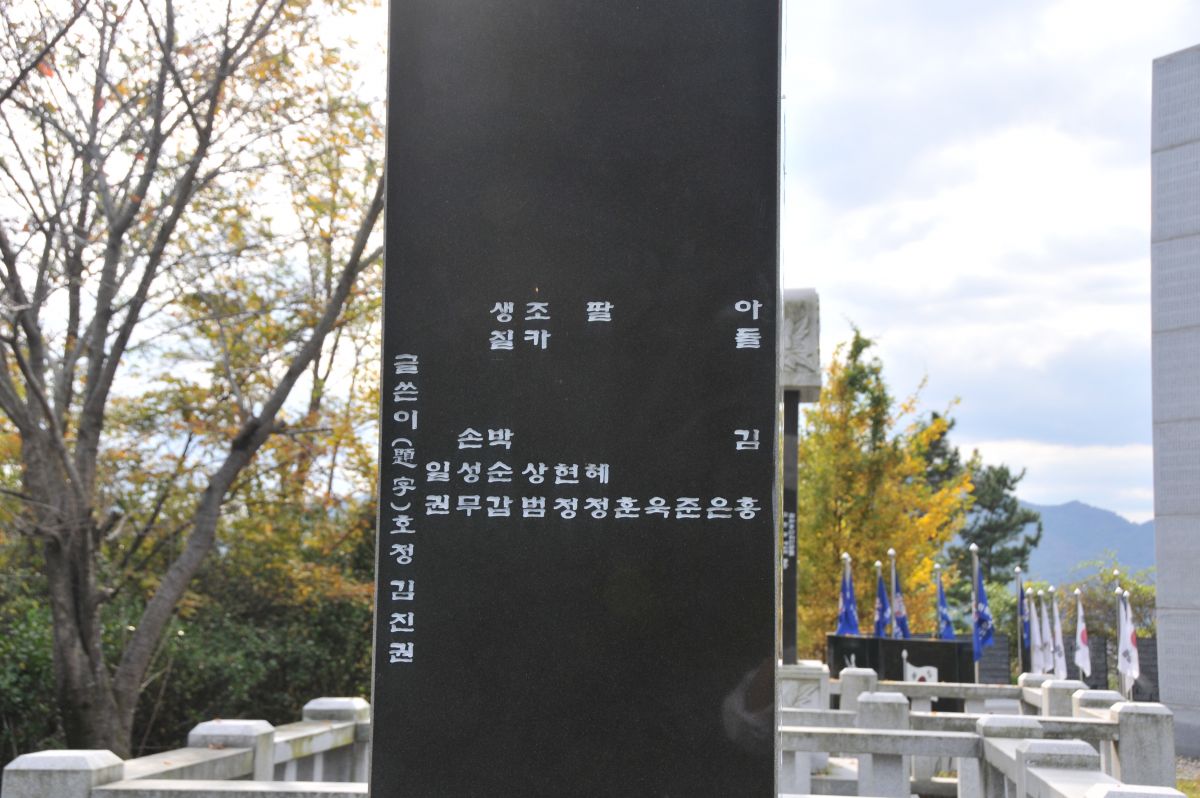 아들 김 홍
은
준
욱
훈
딸 혜정
현정
조카 상범
생질 박순갑
손성무
일권
글쓴이(題字)호정 김진권